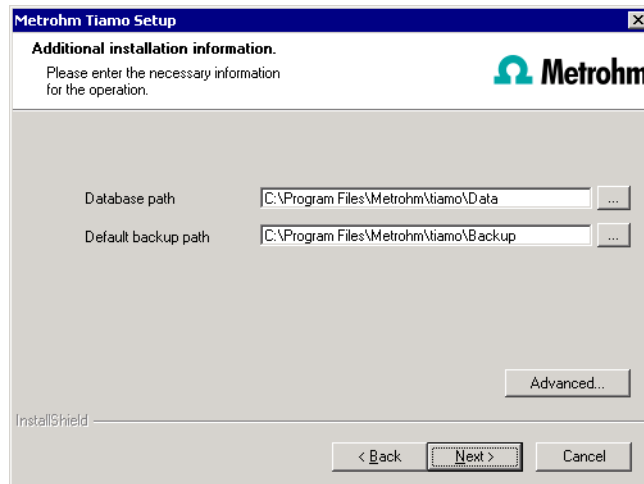 Metrohm Tiamo Setup
Additional installation information.
Please enter the necessary information
for the operation.
Metrohm
Database path
C:\Program Files\Metrohm\tiamo\Data
...
Default backup path
C:\Program Files\Metrohm\tiamo\Backup
...
Advanced...
InstallShield
< Back
Next >
Cancel